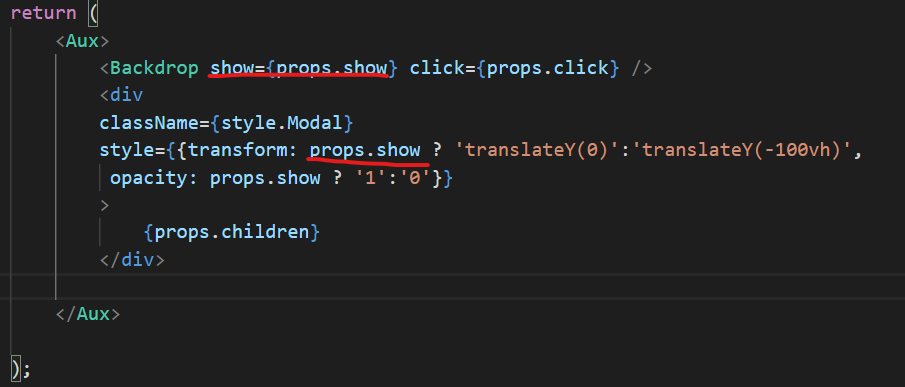 return (
<Aux>
<Backdrop show={props.show} click={props.click} />
<div
className={style.Modal}
style={{transform: props.show ? 'translateY(0)':'translateY(-100vh)',
opacity: props.show ? '1':'0'}}
>
{props.children}
</div>
</Aux>
);